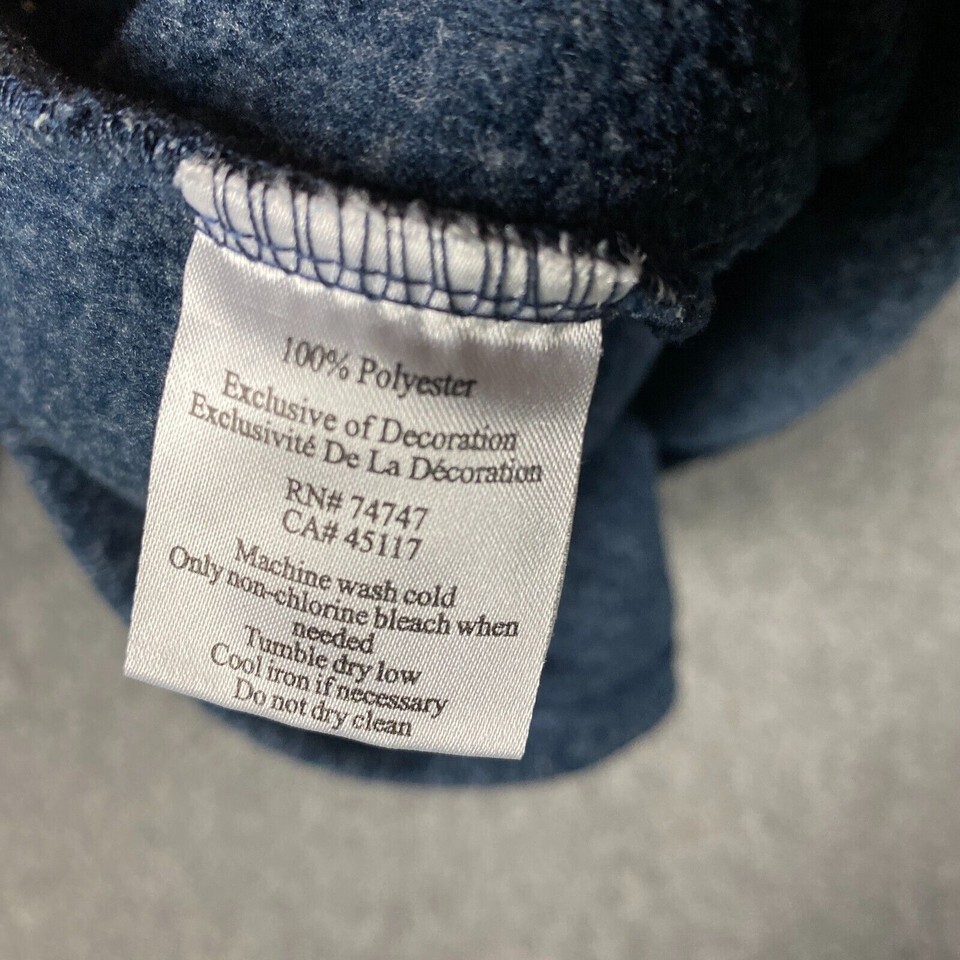 100% Polyester
Exclusive of Decoration
Exclusivité De La Décoration
RN# 74747
CA# 45117
Machine wash cold
Only non-chlorine bleach when
needed
Tumble dry low
Cool iron if necessary
Do not dry clean